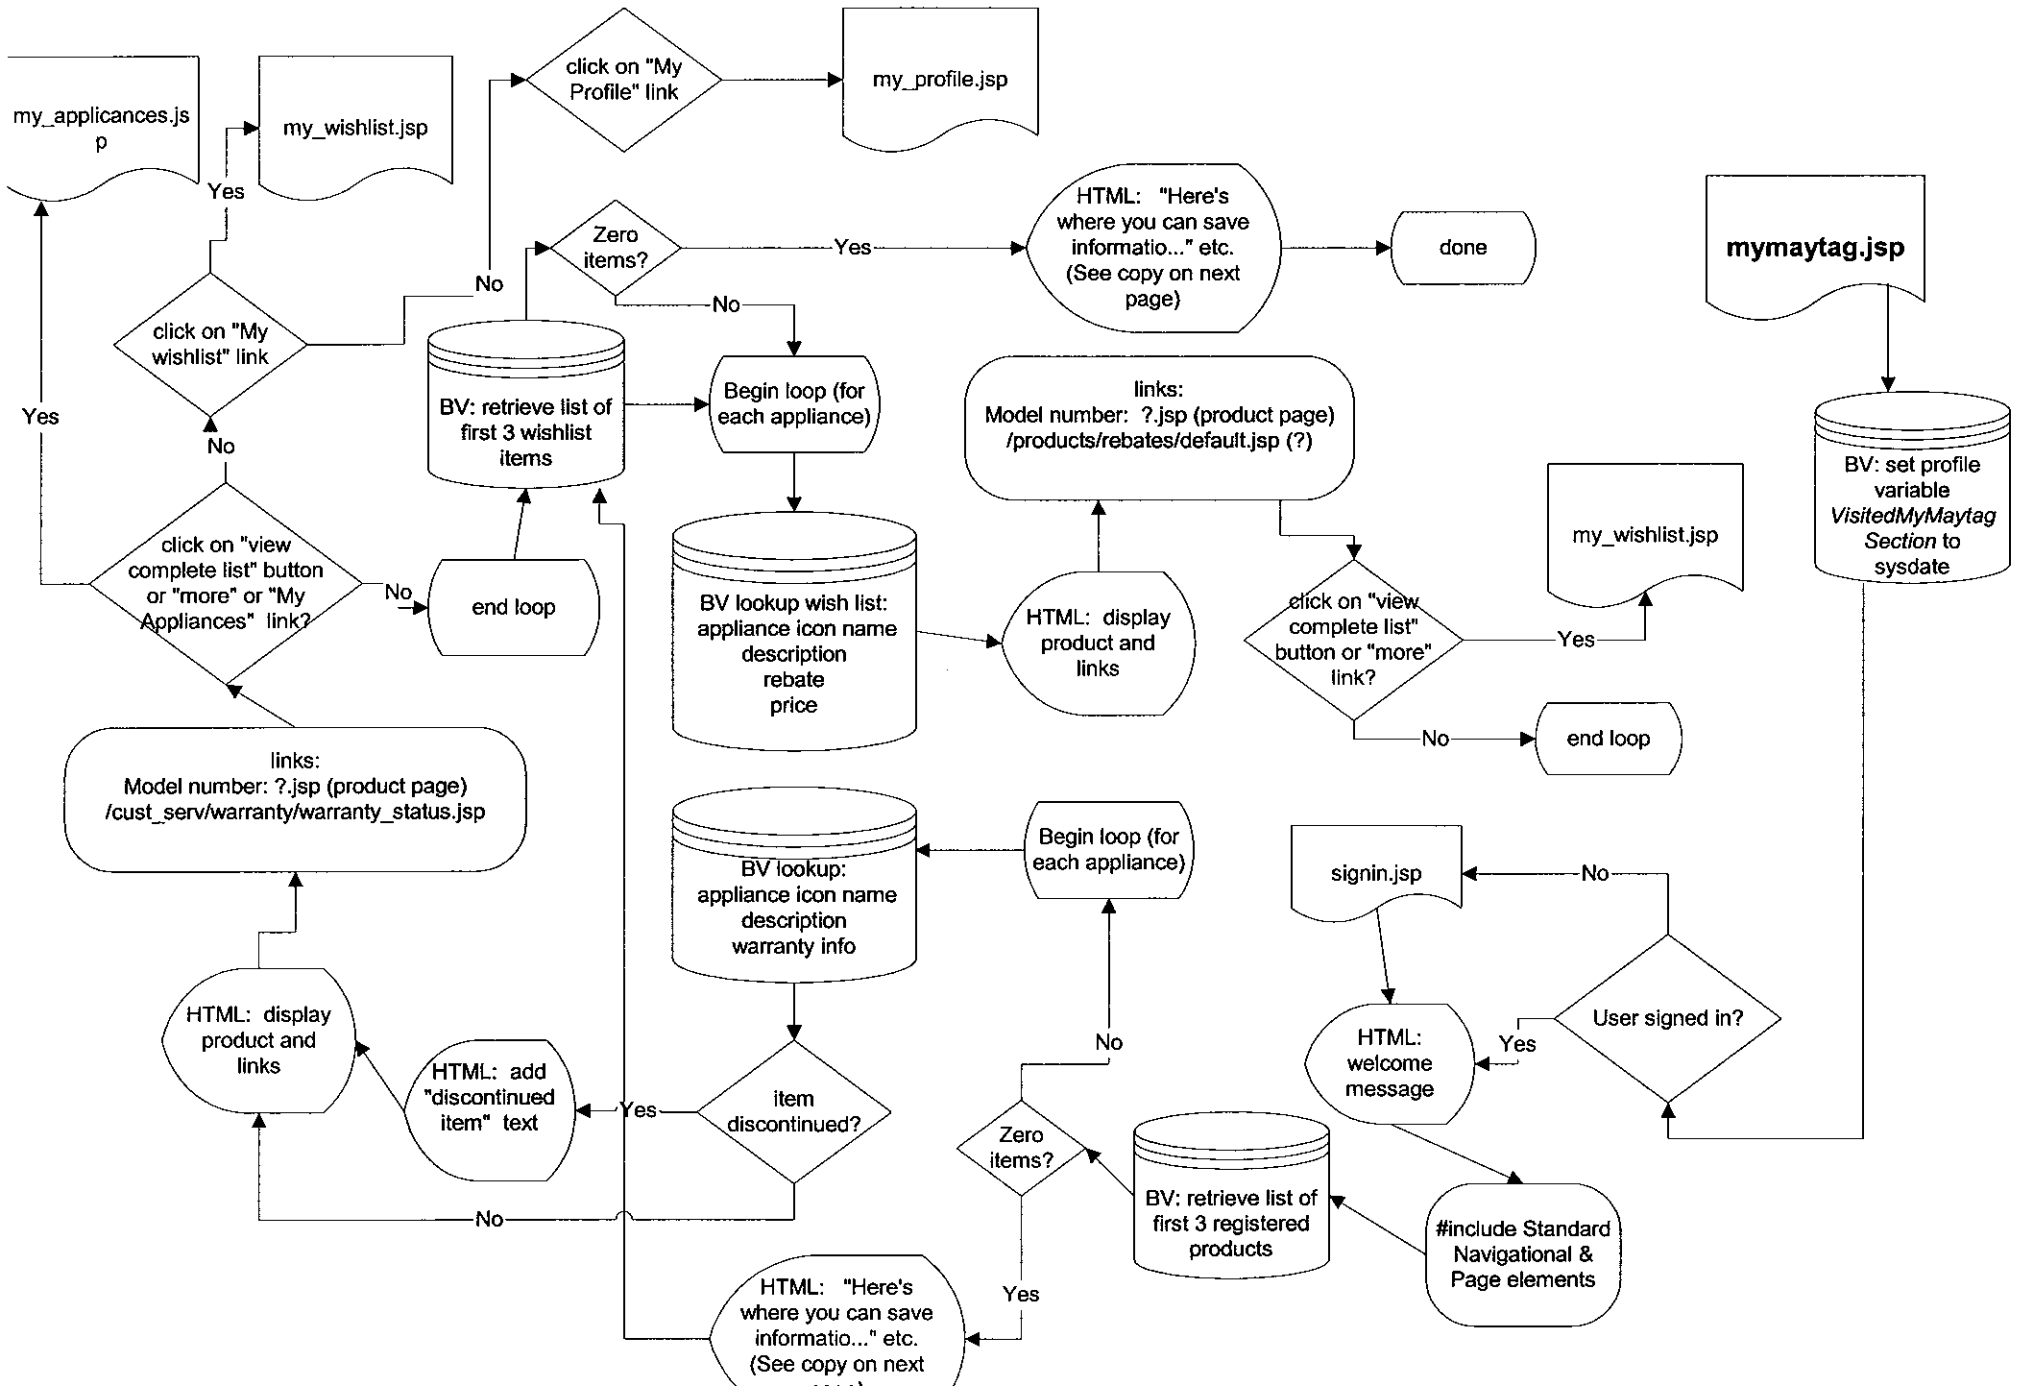 click on "My
Profile" link
my_profile.jsp
my_applicances.js
p
my_wishlist.jsp
Yes
HTML: "Here's
where you can save
informatio..." etc.
(See copy on next
page)
Zero
items?
Yes
done
mymaytag.jsp
No
No
click on "My
wishlist" link
Begin loop (for
each appliance)
links:
Model number: ?.jsp (product page)
/products/rebates/default.jsp (?)
BV: retrieve list of
first 3 wishlist
items
Yes
No
BV: set profile
variable
VisitedMyMaytag
Section to
sysdate
my_wishlist.jsp
click on "view
complete list" button
or "more" or "My
Appliances" link?
No
end loop
BV lookup wish list:
appliance icon name
description
rebate
price
HTML: display
product and
links
click on "view
complete list"
button or "more"
link?
Yes
No
end loop
links:
Model number: ?.jsp (product page)
/cust_serv/warranty/warranty_status.jsp
BV lookup:
appliance icon name
description
warranty info
Begin loop (for
each appliance)
signin.jsp
No
HTML: display
product and
links
User signed in?
Yes
HTML:
welcome
message
No
HTML: add
"discontinued
item" text
Yes
item
discontinued?
Zero
items?
BV: retrieve list of
first 3 registered
products
No
#include Standard
Navigational &
Page elements
Yes
HTML: "Here's
where you can save
informatio..." etc.
(See copy on next